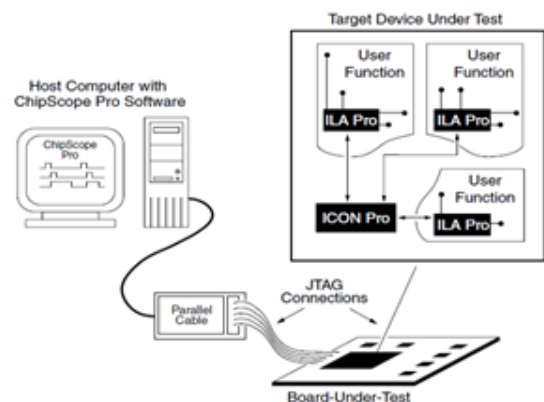 Target Device Under Test
User
Function
ILA Pro
User
Function
ILA Pro
User
Function
ILA Pro
ICON Pro
Host Computer with
ChipScope Pro Software
ChipScope
Pro
JTAG
Connections
Parallel
Cable
Board-Under-Test